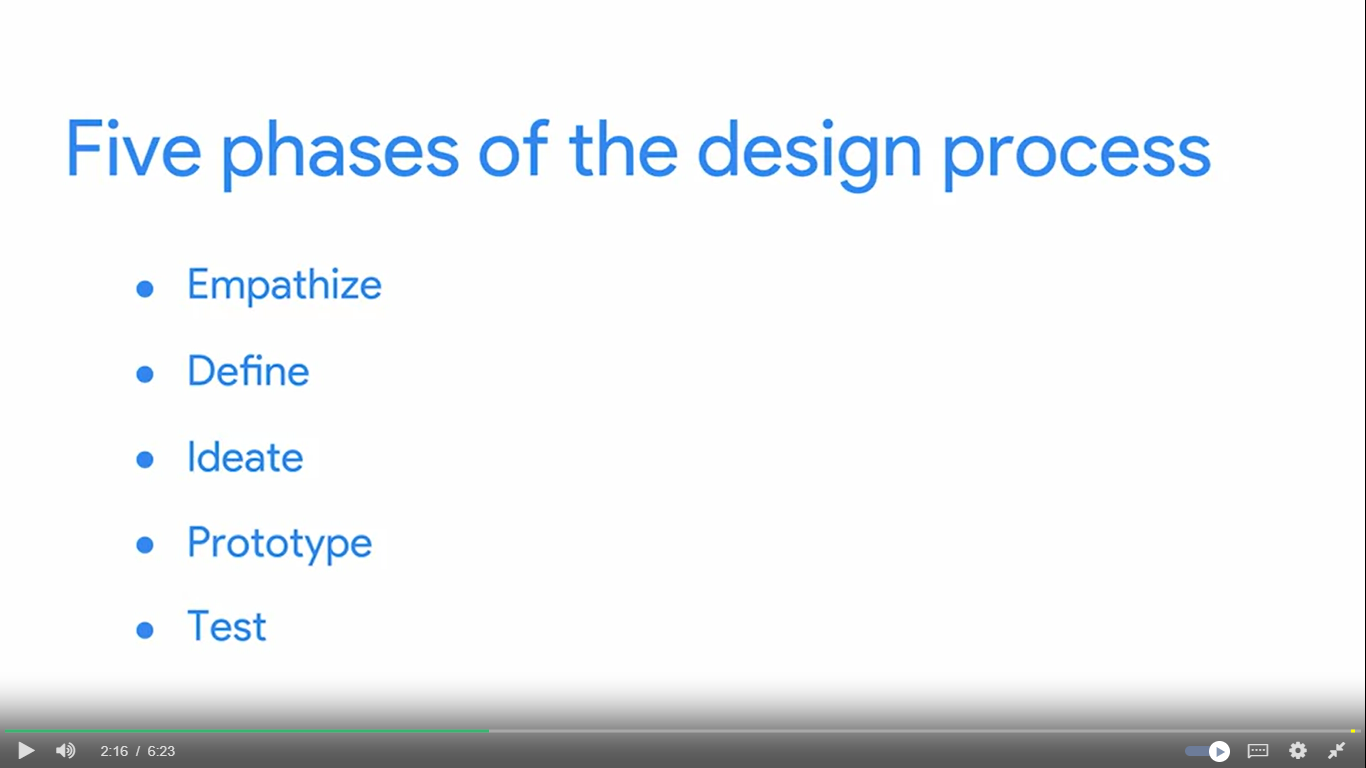 Five phases of the design process
● Empathize
● Define
● Ideate
● Prototype
● Test
2:16 / 6:23